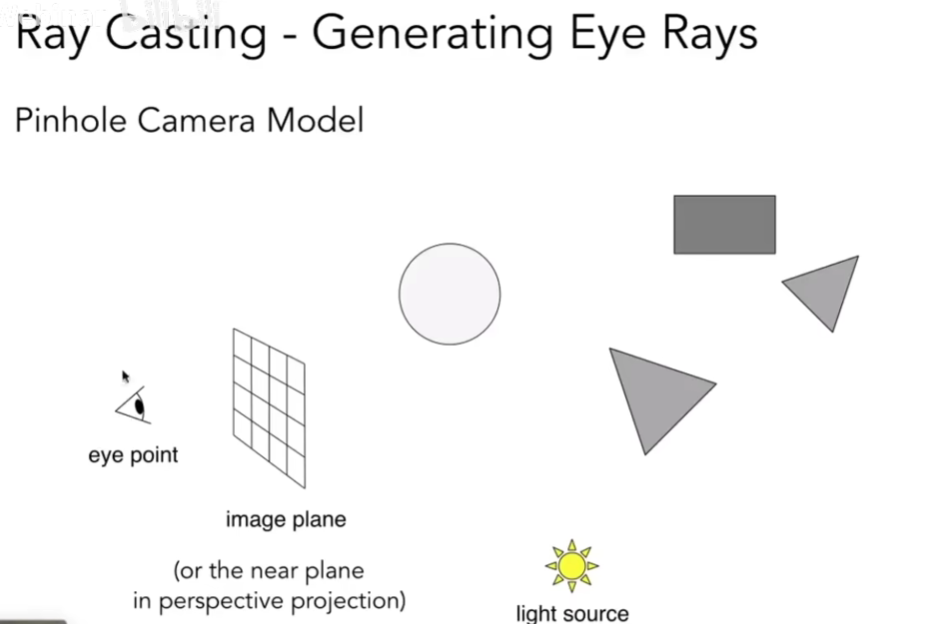 Ray Casting - Generating Eye Rays
Pinhole Camera Model
eye point
image plane
(or the near plane
in perspective projection)
light source